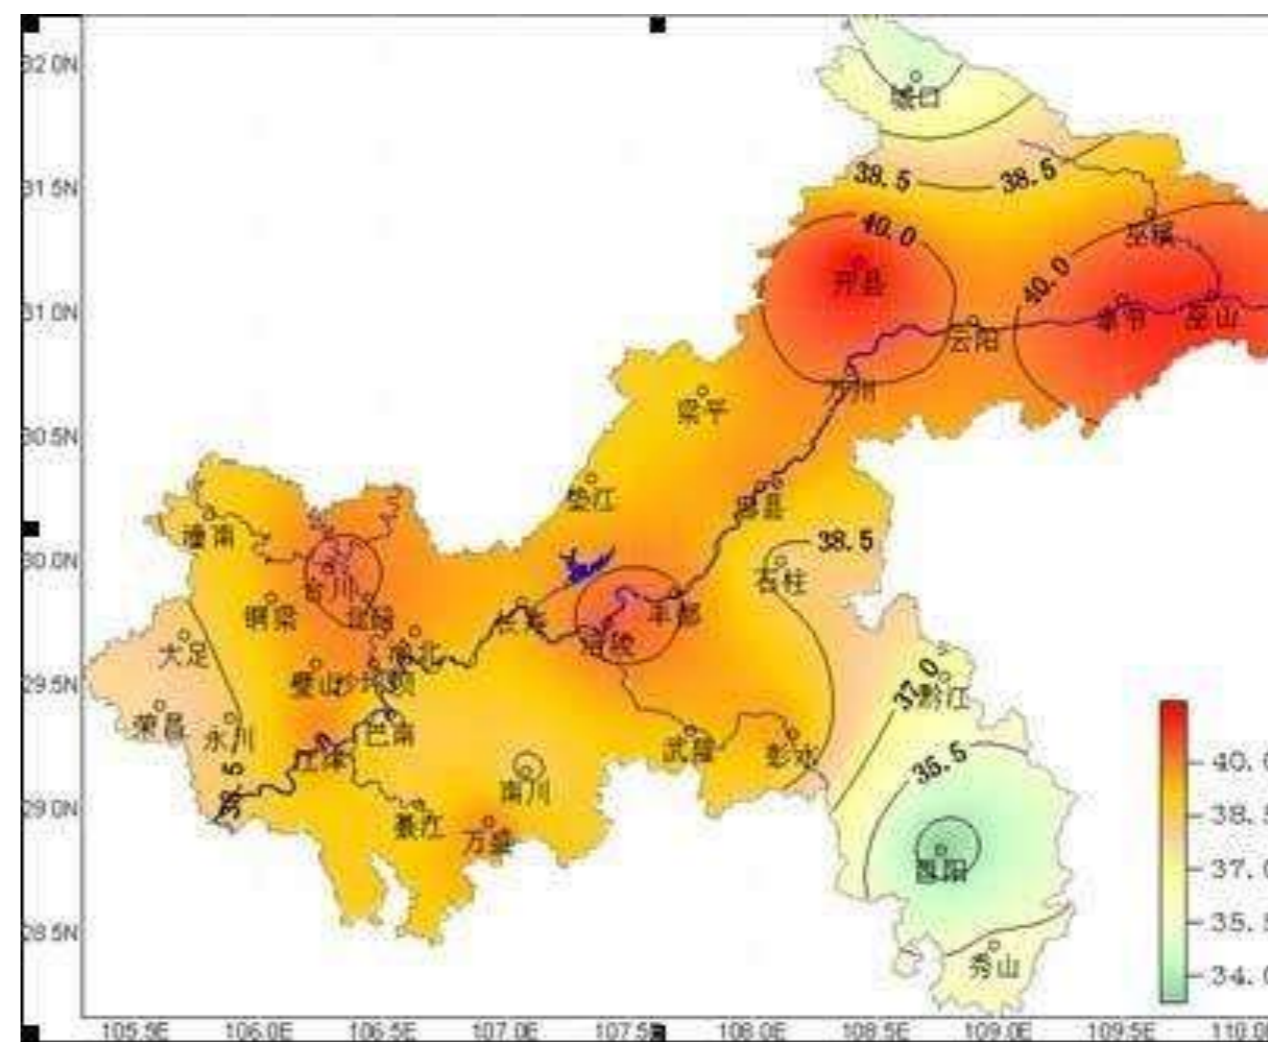 32.0N
城口
38.5
38.5
31.5N
40.0
巫溪
40.0
开县
31.0N
奉节
巫山
云阳
万州
梁平
30.5N
垫江
忠县
潼南
38.5
30.0N
石柱
合川
铜梁
北碚
长寿
丰都
涪陵
大足
渝北
29.5N
璧山
沙坪坝
37.0
黔江
荣昌
永川
巴南
武隆
彭水
江津
35.5
40.0
南川
38.5
29.0N
綦江
万盛
38.5
37.0
酉阳
35.5
28.5N
秀山
34.0
105.5E
106.0E
106.5E
107.0E
107.5
108.0E
108.5E
109.0E
109.5E
110.0